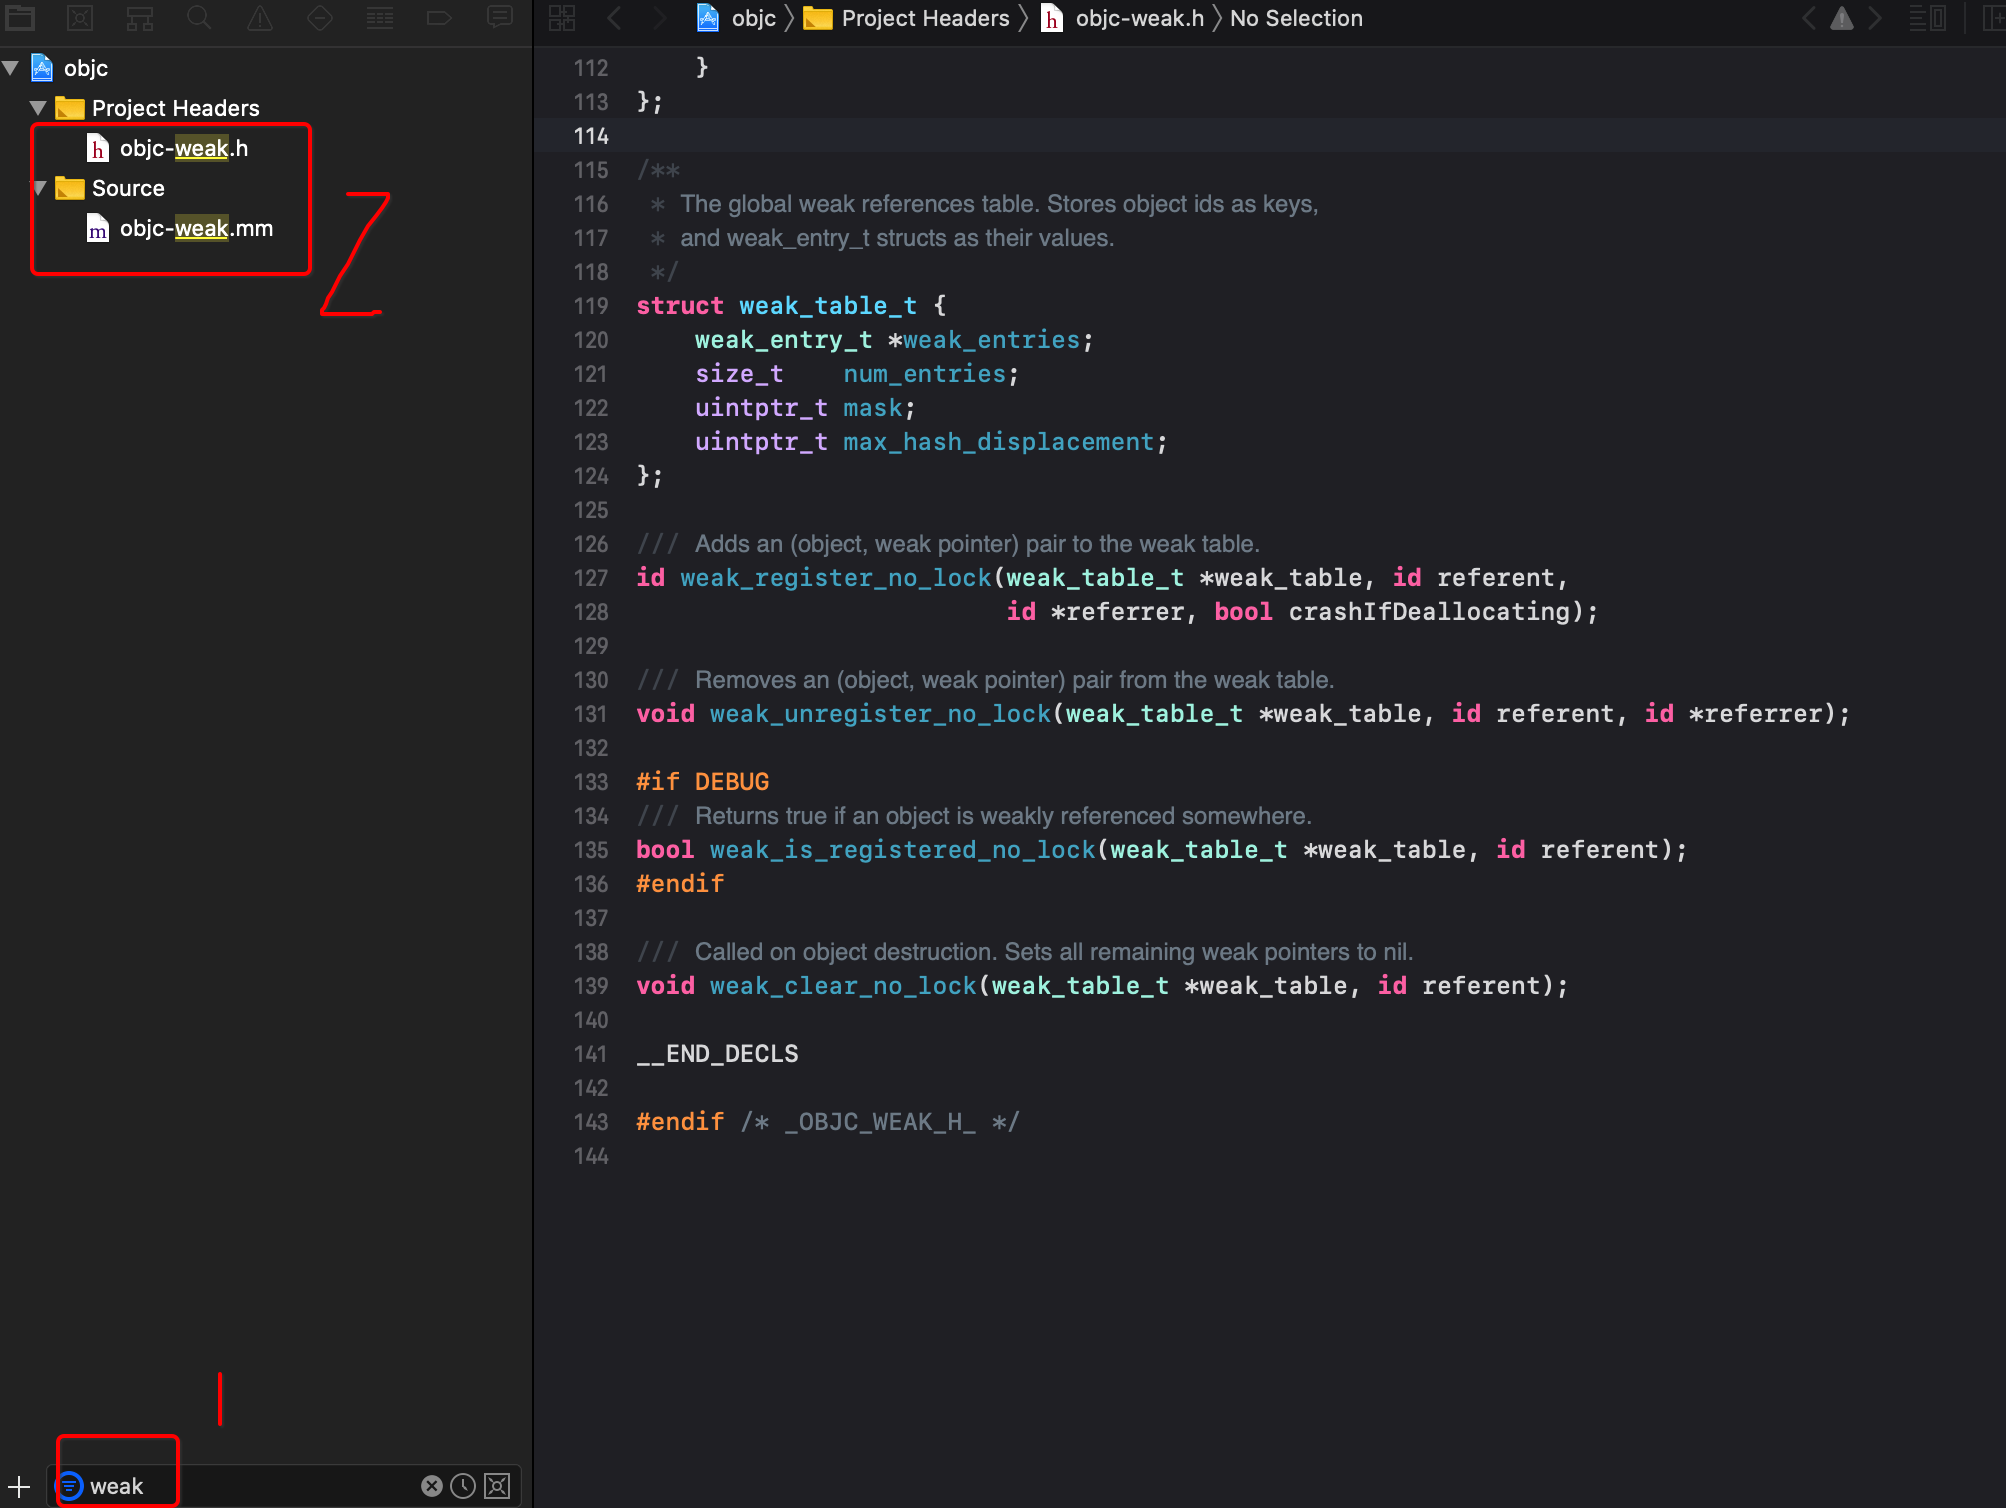 objc
Project Headers
objc-weak.h
Source
objc-weak.mm
2
1
weak
objc 〉 Project Headers 〉 objc-weak.h 〉 No Selection
112     }
113 };
114
115 /**
116  *  The global weak references table. Stores object ids as keys,
117  *  and weak_entry_t structs as their values.
118  */
119 struct weak_table_t {
120     weak_entry_t *weak_entries;
121     size_t    num_entries;
122     uintptr_t mask;
123     uintptr_t max_hash_displacement;
124 };
125
126 /// Adds an (object, weak pointer) pair to the weak table.
127 id weak_register_no_lock(weak_table_t *weak_table, id referent,
128                          id *referrer, bool crashIfDeallocating);
129
130 /// Removes an (object, weak pointer) pair from the weak table.
131 void weak_unregister_no_lock(weak_table_t *weak_table, id referent, id *referrer);
132
133 #if DEBUG
134 /// Returns true if an object is weakly referenced somewhere.
135 bool weak_is_registered_no_lock(weak_table_t *weak_table, id referent);
136 #endif
137
138 /// Called on object destruction. Sets all remaining weak pointers to nil.
139 void weak_clear_no_lock(weak_table_t *weak_table, id referent);
140
141 __END_DECLS
142
143 #endif /* _OBJC_WEAK_H_ */
144